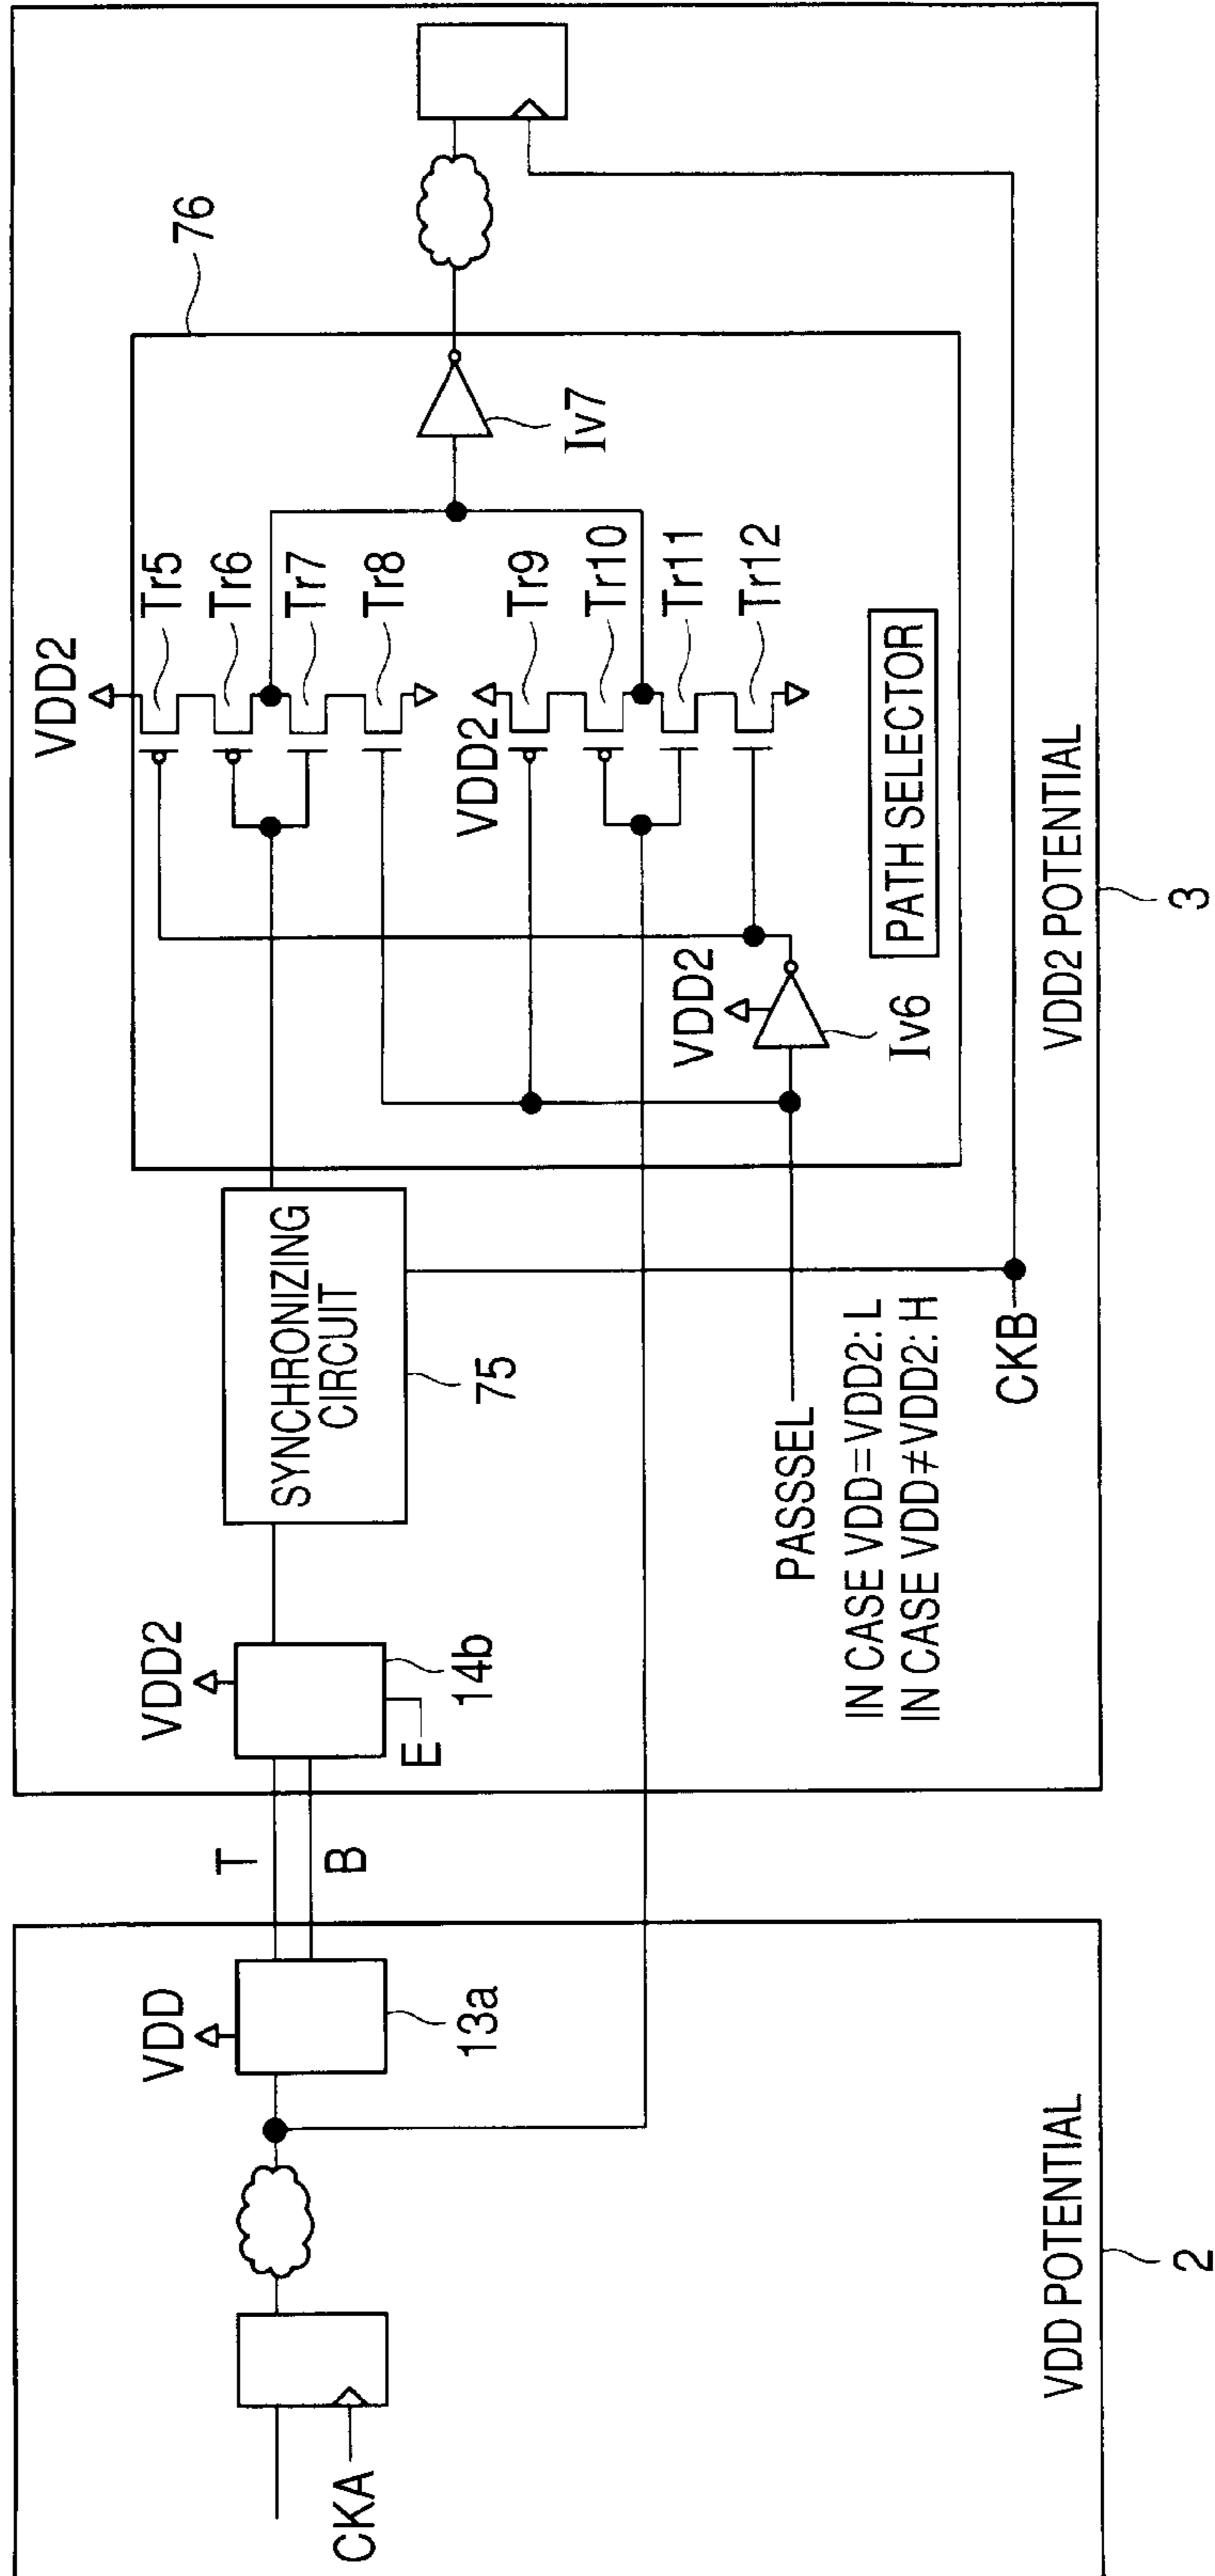 CKA
VDD
13a
VDD POTENTIAL
2
T
B
VDD2
14b
E
SYNCHRONIZING
CIRCUIT
75
PASSSEL
IN CASE VDD=VDD2: L
IN CASE VDD≠VDD2: H
CKB
VDD2
Iv6
VDD2
VDD2
Tr5
Tr6
Tr7
Tr8
Tr9
Tr10
Tr11
Tr12
PATH SELECTOR
Iv7
76
VDD2 POTENTIAL
3